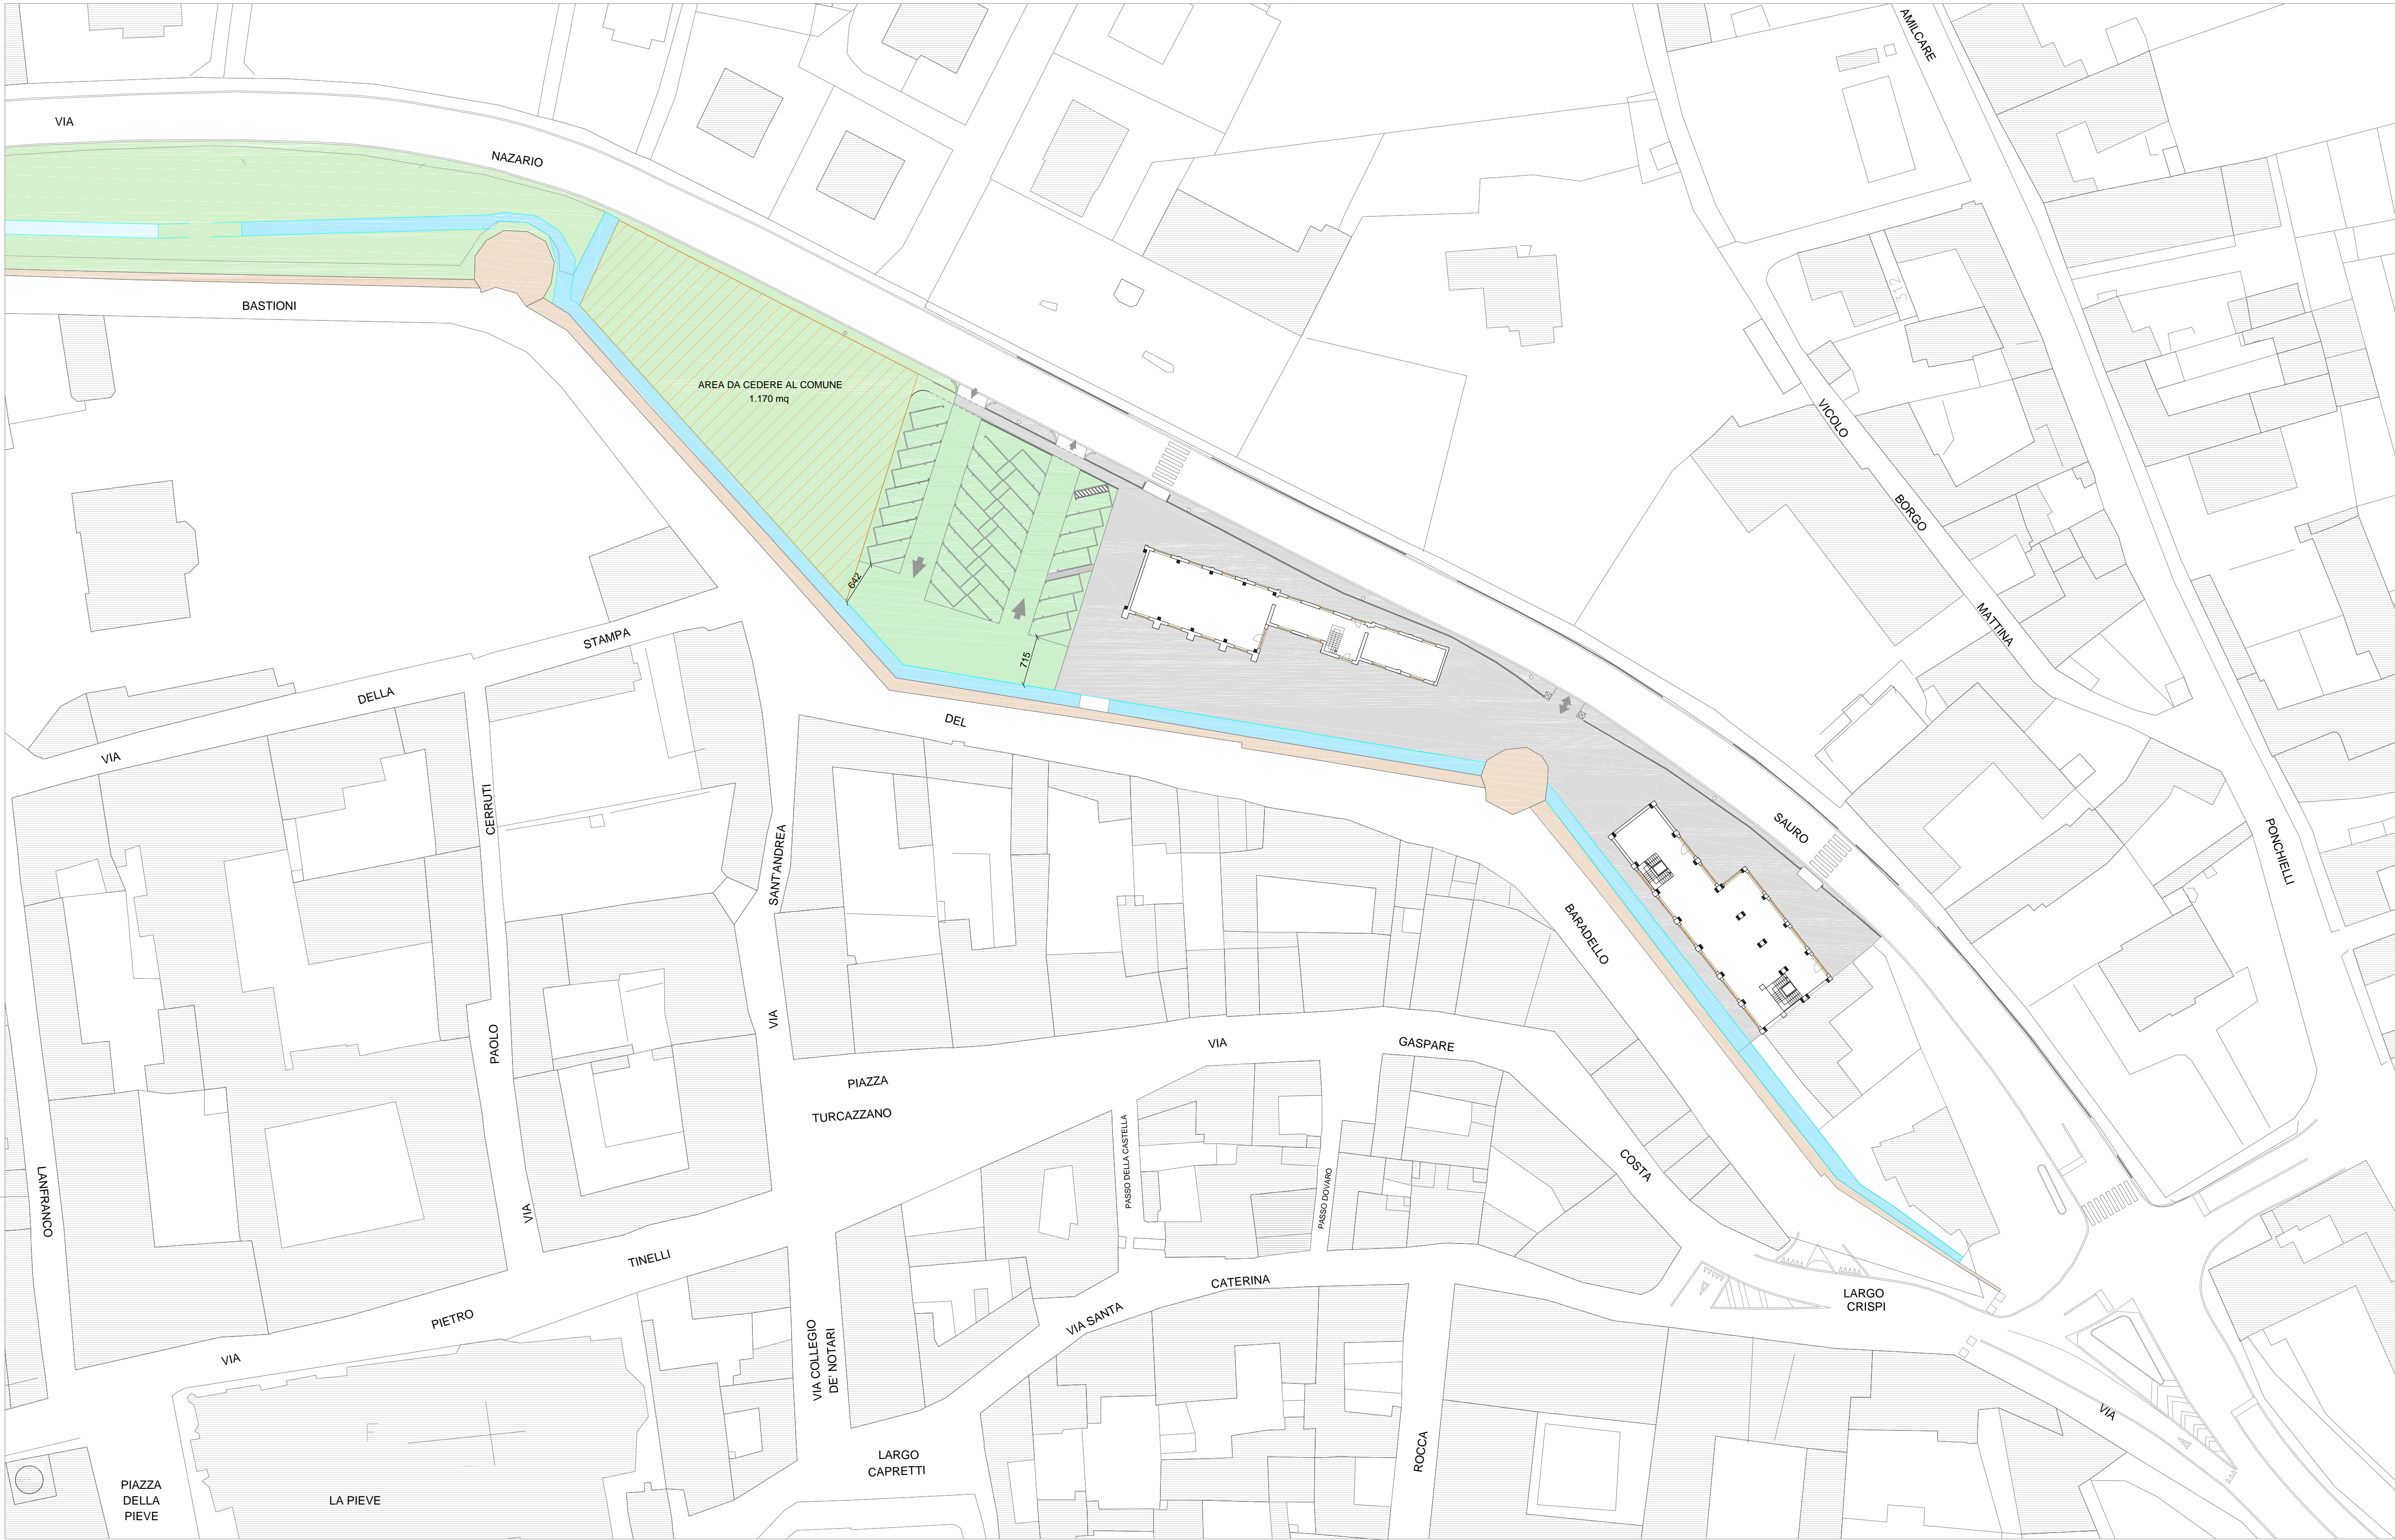 AMILCARE
VIA
NAZARIO
BASTIONI
312
AREA DA CEDERE AL COMUNE
1.170 mq
VICOLO
BORGO
642
MATTINA
STAMPA
715
DELLA
DEL
VIA
CERRUTI
SAURO
PONCHIELLI
SANT'ANDREA
BARADELLO
VIA
PAOLO
VIA
GASPARE
PIAZZA
TURCAZZANO
PASSO DELLA CASTELLA
PASSO DOVARO
COSTA
LANFRANCO
VIA
TINELLI
CATERINA
LARGO
CRISPI
VIA SANTA
PIETRO
VIA
VIA COLLEGIO
DE' NOTARI
VIA
ROCCA
LARGO
CAPRETTI
PIAZZA
DELLA
PIEVE
LA PIEVE